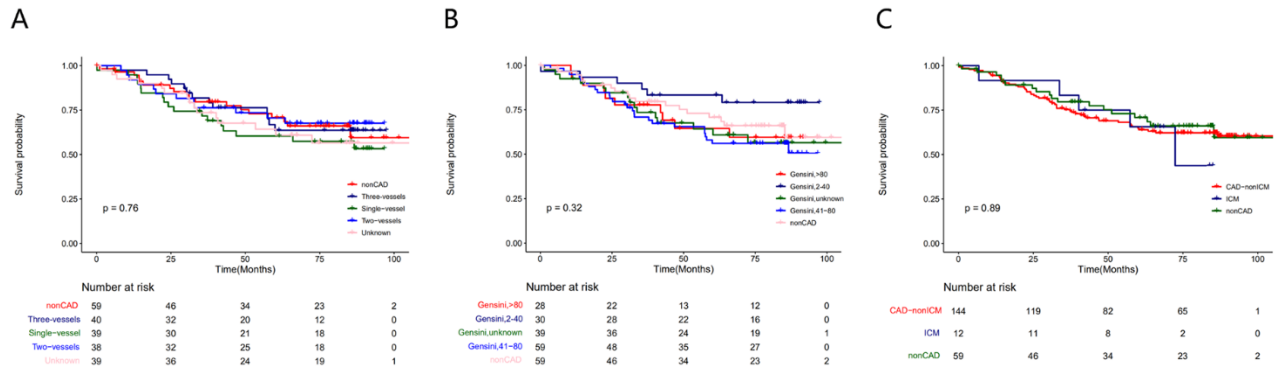 A
Survival probability
1.00
0.75
0.50
0.25
0.00
p = 0.76
nonCAD
Three-vessels
Single-vessel
Two-vessels
Unknown
0 25 50 75 100
Time(Months)
Number at risk
nonCAD 59 46 34 23 2
Three-vessels 40 32 20 12 0
Single-vessel 39 30 21 18 0
Two-vessels 38 32 25 18 0
Unknown 39 36 24 19 1
B
Survival probability
1.00
0.75
0.50
0.25
0.00
p = 0.32
Gensini,>80
Gensini,2-40
Gensini,unknown
Gensini,41-80
nonCAD
0 25 50 75 100
Time(Months)
Number at risk
Gensini,>80 28 22 13 12 0
Gensini,2-40 30 28 22 16 0
Gensini,unknown 39 36 24 19 1
Gensini,41-80 59 48 35 27 0
nonCAD 59 46 34 23 2
C
Survival probability
1.00
0.75
0.50
0.25
0.00
p = 0.89
CAD-nonICM
ICM
nonCAD
0 25 50 75 100
Time(Months)
Number at risk
CAD-nonICM 144 119 82 65 1
ICM 12 11 8 2 0
nonCAD 59 46 34 23 2